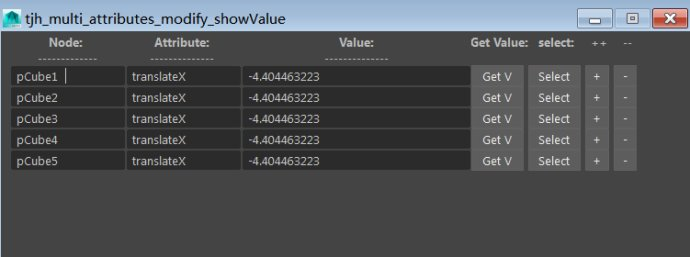 tjh_multi_attributes_modify_showValue
Node: Attribute: Value: Get Value: select: ++ --
------------- -------------- --------------
pCube1 translateX -4.404463223 Get V Select + -
pCube2 translateX -4.404463223 Get V Select + -
pCube3 translateX -4.404463223 Get V Select + -
pCube4 translateX -4.404463223 Get V Select + -
pCube5 translateX -4.404463223 Get V Select + -